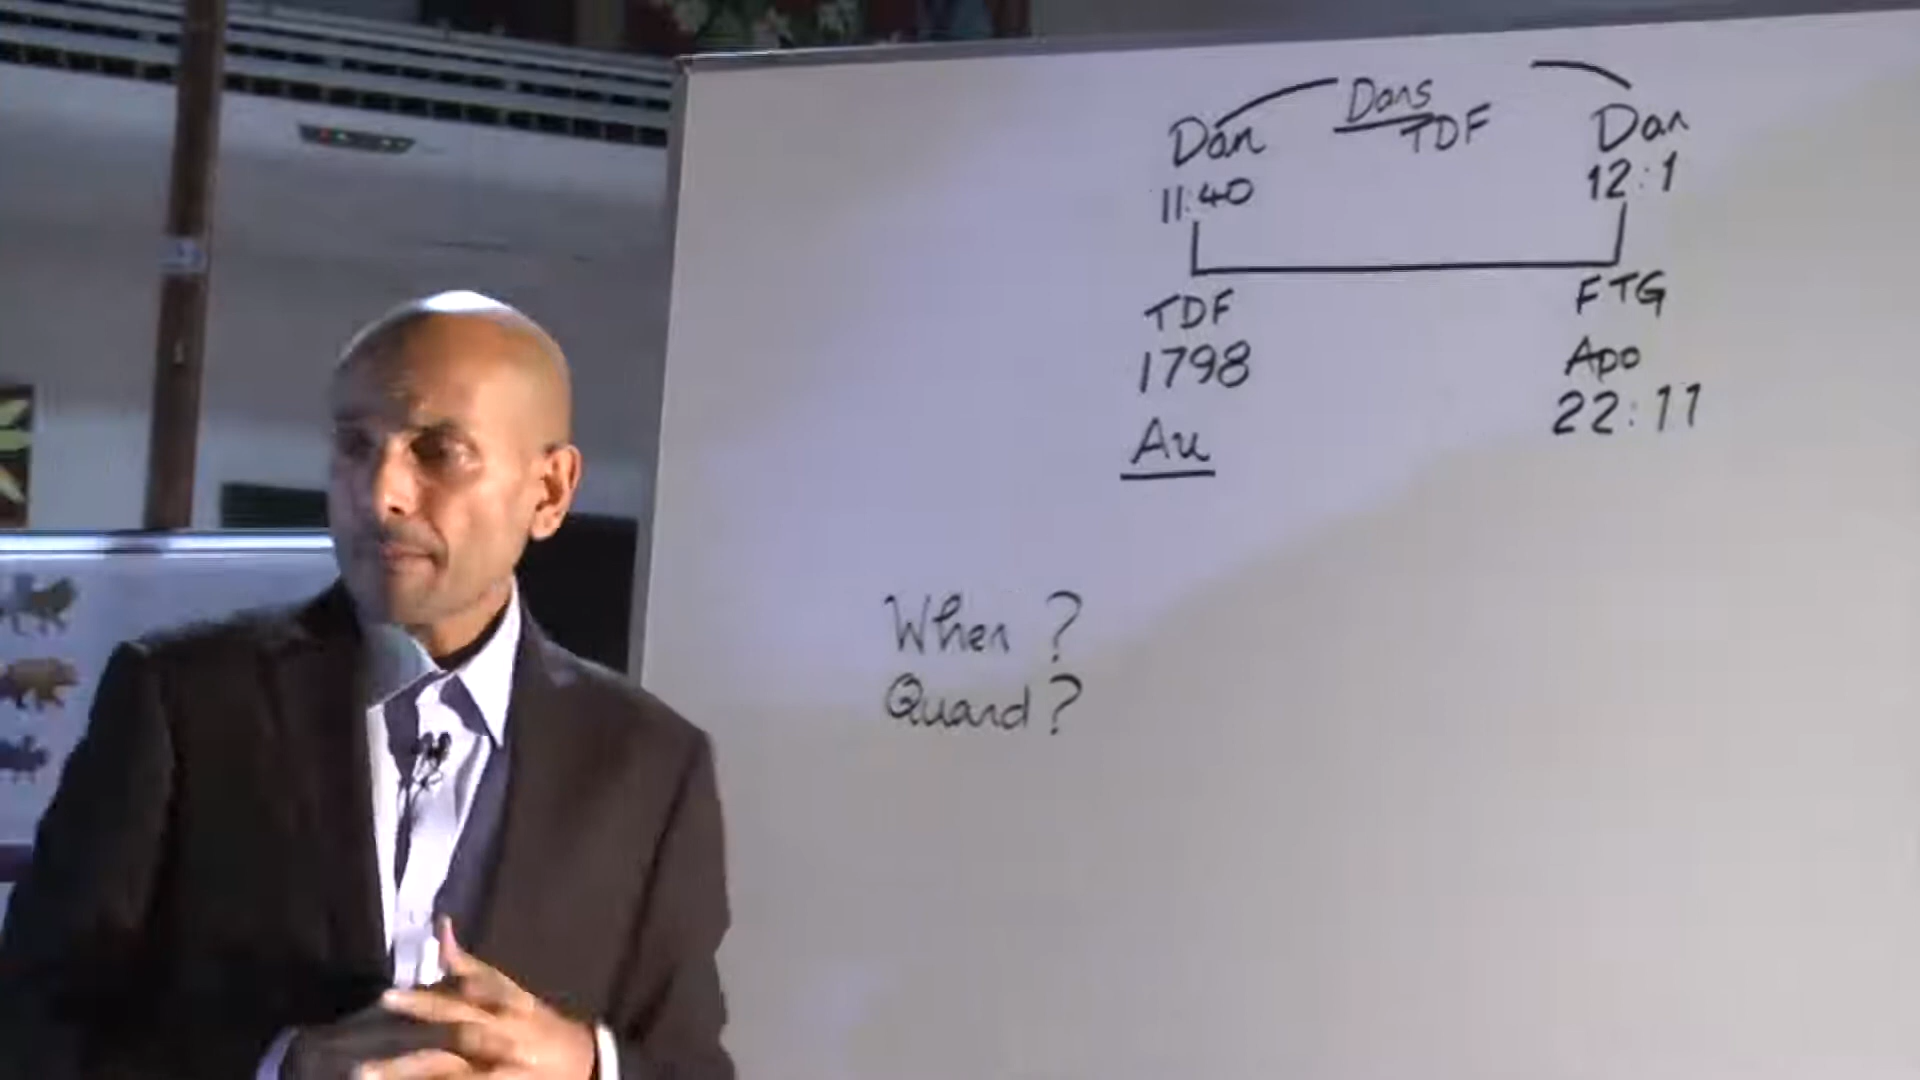 Dans
TDF
Dan
11:40
Dan
12:1
TDF
1798
Au
FTG
Apo
22:11
When ?
Quand ?